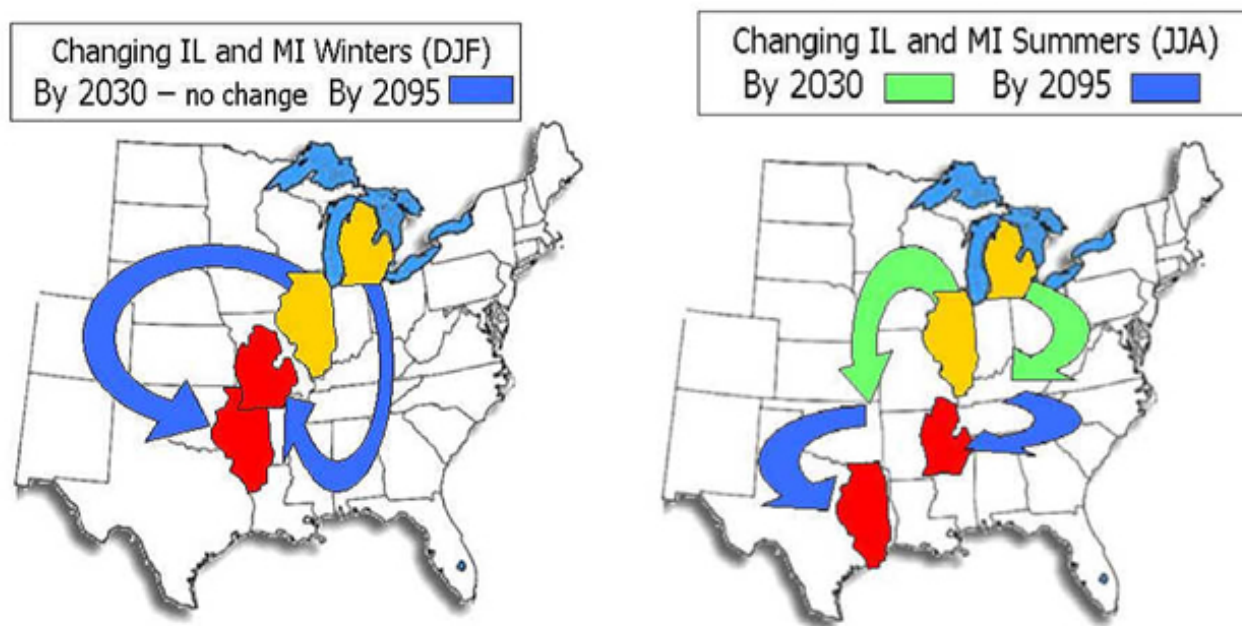 Changing IL and MI Winters (DJF)
By 2030 – no change By 2095
Changing IL and MI Summers (JJA)
By 2030 By 2095